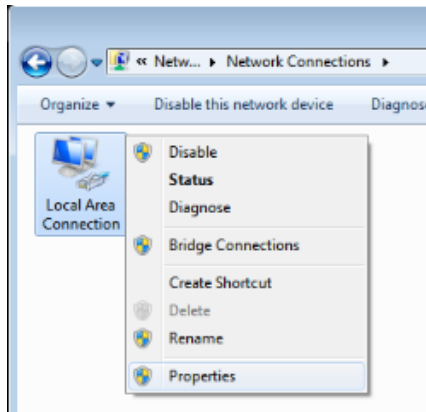 « Netw... ▸ Network Connections ▸
Organize ▾ Disable this network device Diagnose
Local Area
Connection
Disable
Status
Diagnose
Bridge Connections
Create Shortcut
Delete
Rename
Properties